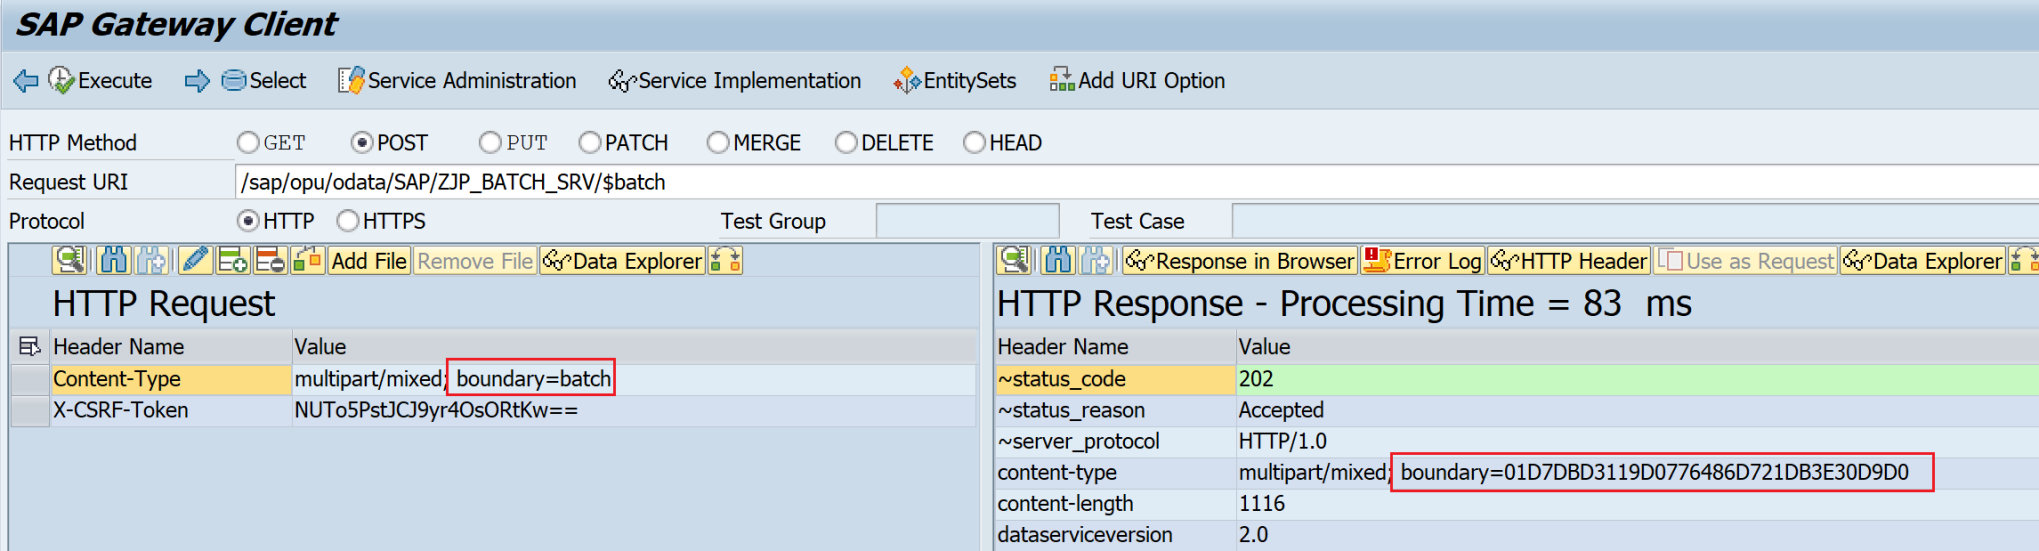 SAP Gateway Client
Execute Select Service Administration Service Implementation EntitySets Add URI Option
HTTP Method GET POST PUT PATCH MERGE DELETE HEAD
Request URI /sap/opu/odata/SAP/ZJP_BATCH_SRV/$batch
Protocol HTTP HTTPS Test Group Test Case
Add File Remove File Data Explorer
HTTP Request
Header Name Value
Content-Type multipart/mixed; boundary=batch
X-CSRF-Token NUTo5PstJCJ9yr4OsORtKw==
Response in Browser Error Log HTTP Header Use as Request Data Explorer
HTTP Response - Processing Time = 83 ms
Header Name Value
~status_code 202
~status_reason Accepted
~server_protocol HTTP/1.0
content-type multipart/mixed; boundary=01D7DBD3119D0776486D721DB3E30D9D0
content-length 1116
dataserviceversion 2.0